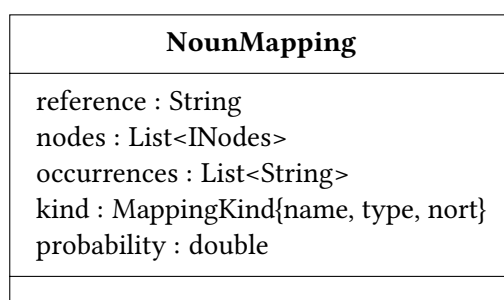 NounMapping
reference : String
nodes : List<INodes>
occurrences : List<String>
kind : MappingKind{name, type, nort}
probability : double